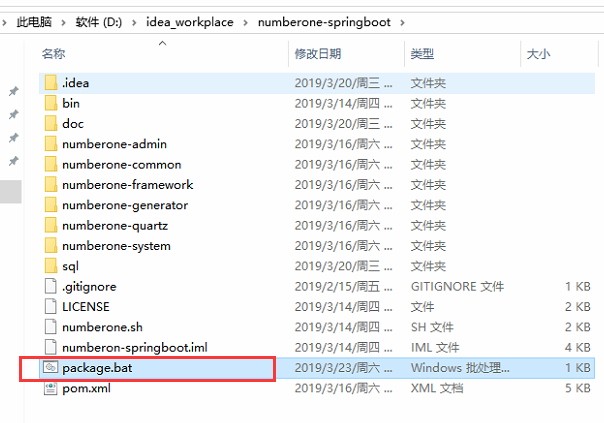 此电脑 > 软件 (D:) > idea_workplace > numberone-springboot >
名称 修改日期 类型 大小
.idea 2019/3/20/周三 ... 文件夹
bin 2019/3/14/周四 ... 文件夹
doc 2019/3/20/周三 ... 文件夹
numberone-admin 2019/3/16/周六 ... 文件夹
numberone-common 2019/3/16/周六 ... 文件夹
numberone-framework 2019/3/16/周六 ... 文件夹
numberone-generator 2019/3/16/周六 ... 文件夹
numberone-quartz 2019/3/16/周六 ... 文件夹
numberone-system 2019/3/16/周六 ... 文件夹
sql 2019/3/20/周三 ... 文件夹
.gitignore 2019/2/15/周五 ... GITIGNORE 文件 1 KB
LICENSE 2019/3/14/周四 ... 文件 2 KB
numberone.sh 2019/3/14/周四 ... SH 文件 2 KB
numberon-springboot.iml 2019/3/14/周四 ... IML 文件 4 KB
package.bat 2019/3/23/周六 ... Windows 批处理... 1 KB
pom.xml 2019/3/16/周六 ... XML 文档 5 KB